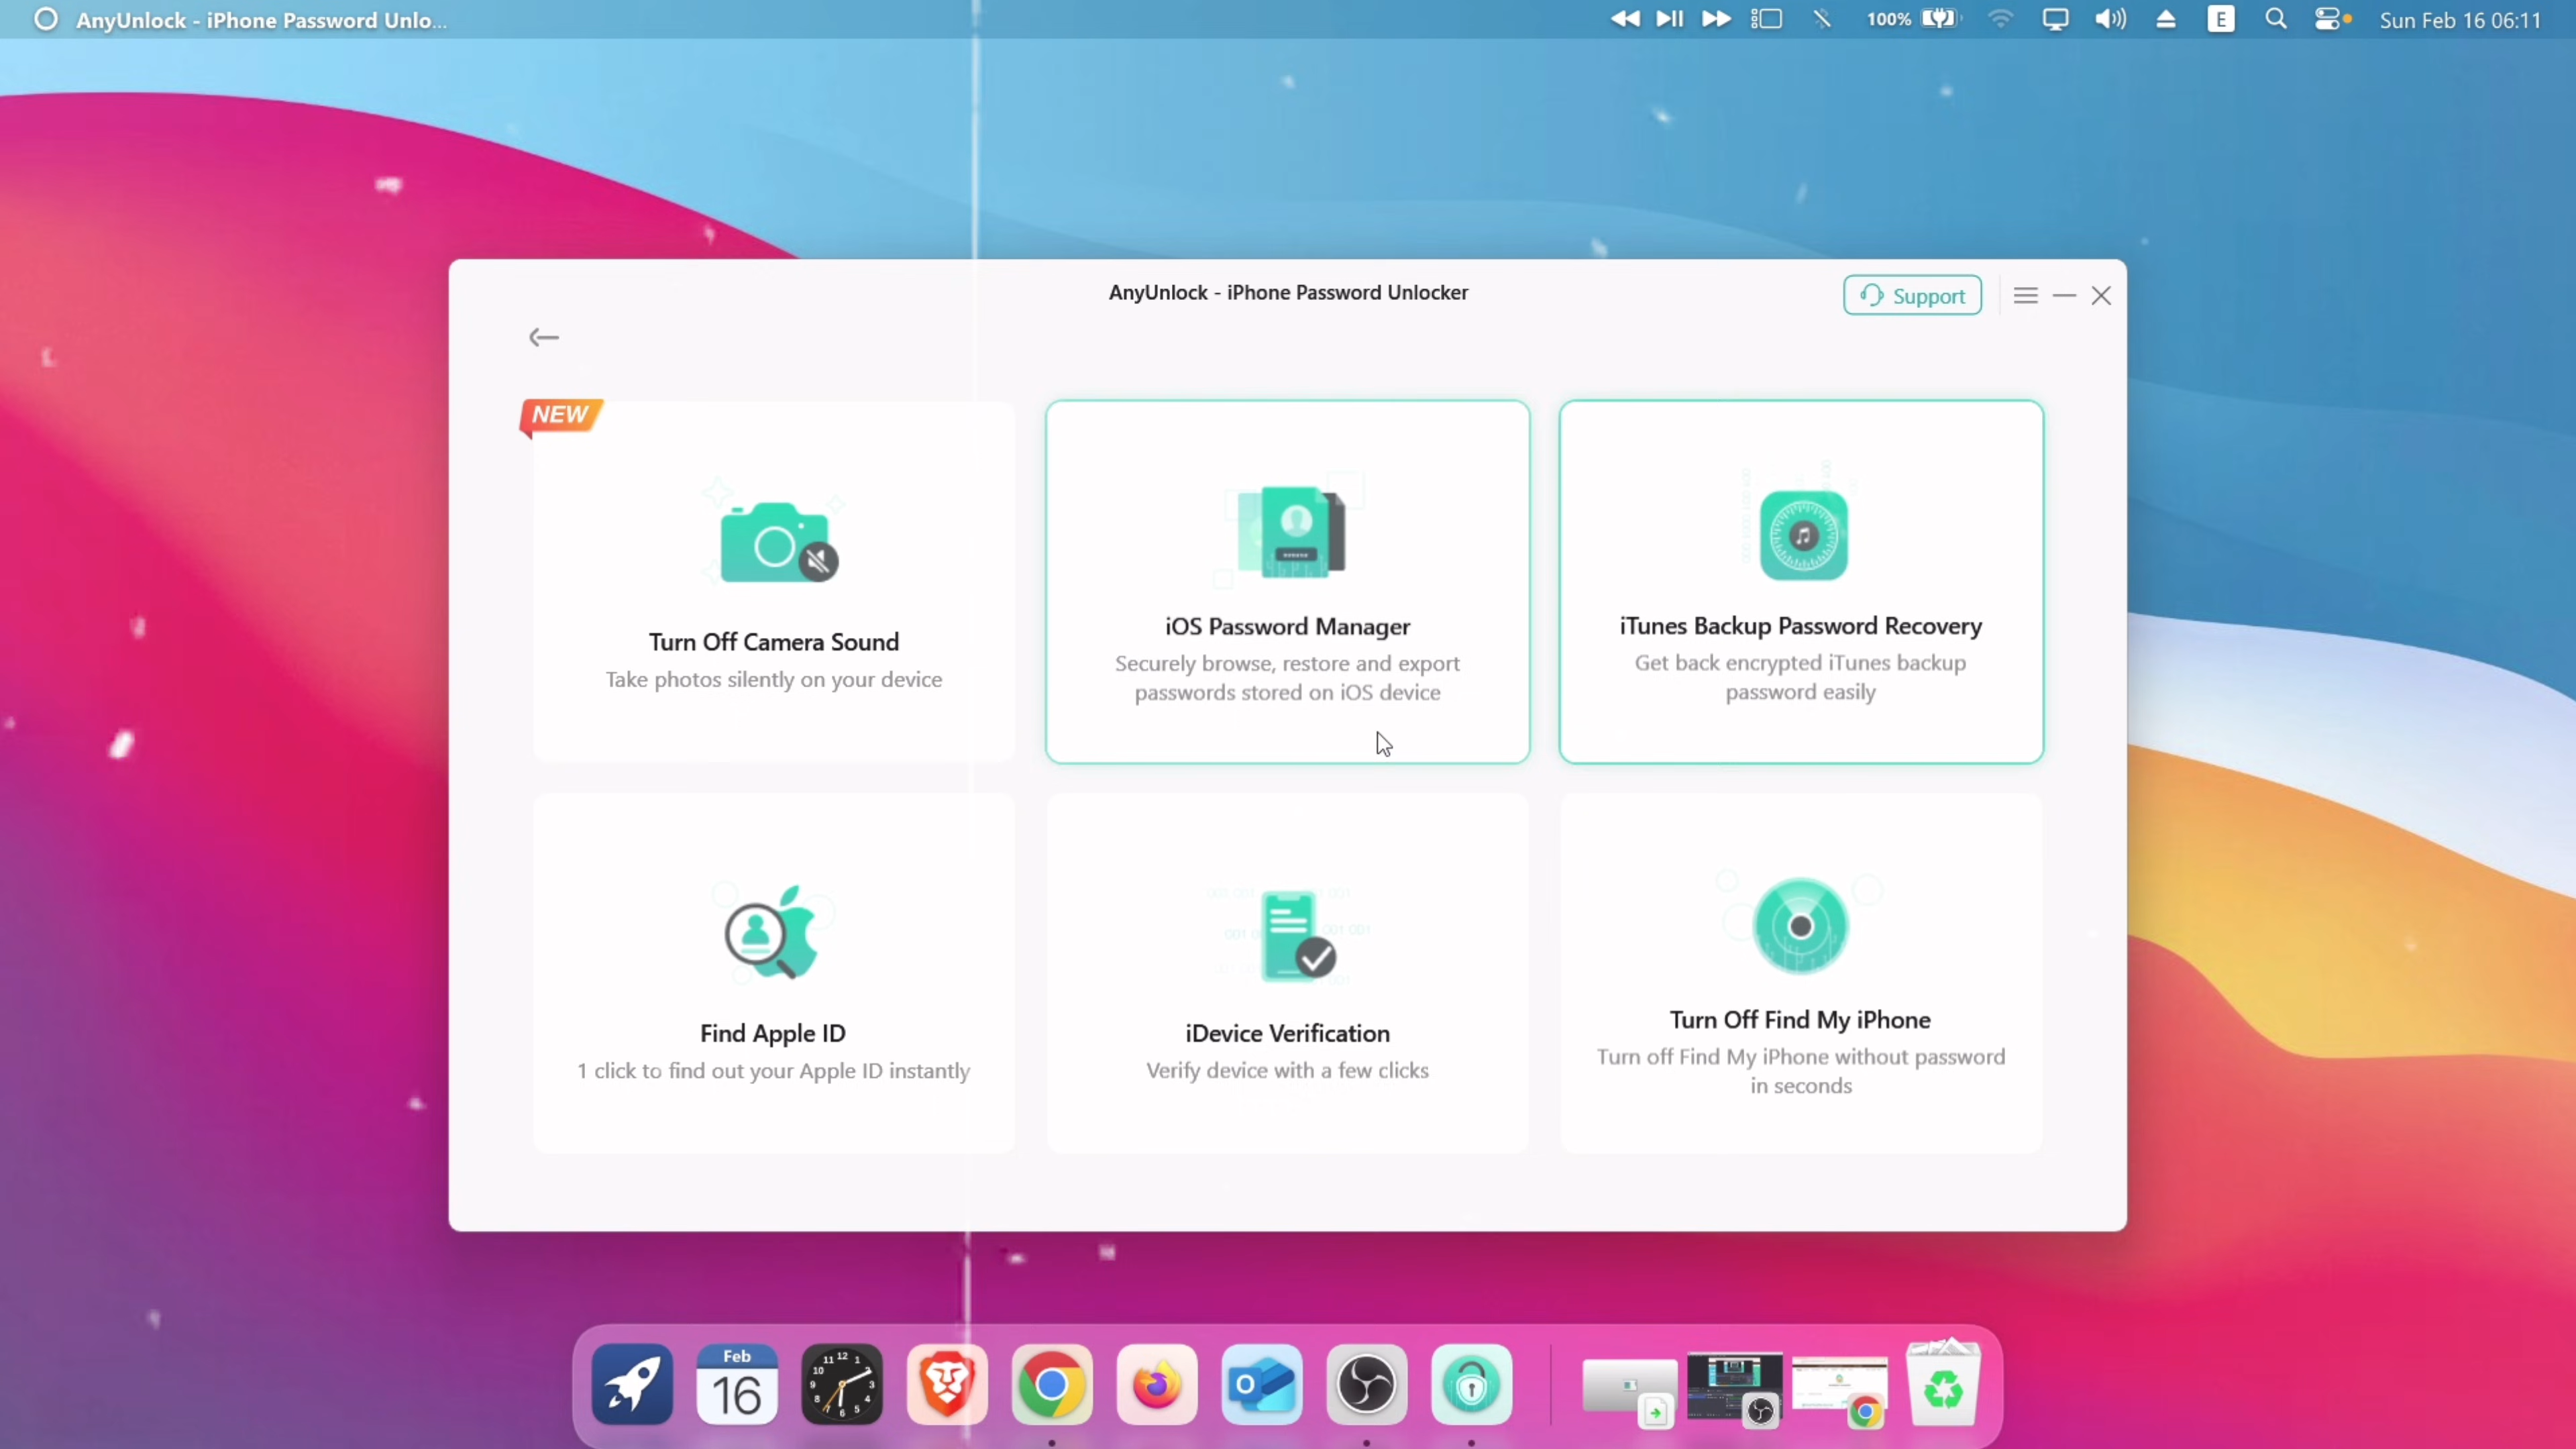 AnyUnlock - iPhone Password Unlo...
100%
E
Sun Feb 16 06:11
AnyUnlock - iPhone Password Unlocker
Support
NEW
Turn Off Camera Sound
Take photos silently on your device
iOS Password Manager
Securely browse, restore and export
passwords stored on iOS device
iTunes Backup Password Recovery
Get back encrypted iTunes backup
password easily
Find Apple ID
1 click to find out your Apple ID instantly
iDevice Verification
Verify device with a few clicks
Turn Off Find My iPhone
Turn off Find My iPhone without password
in seconds
Feb
16